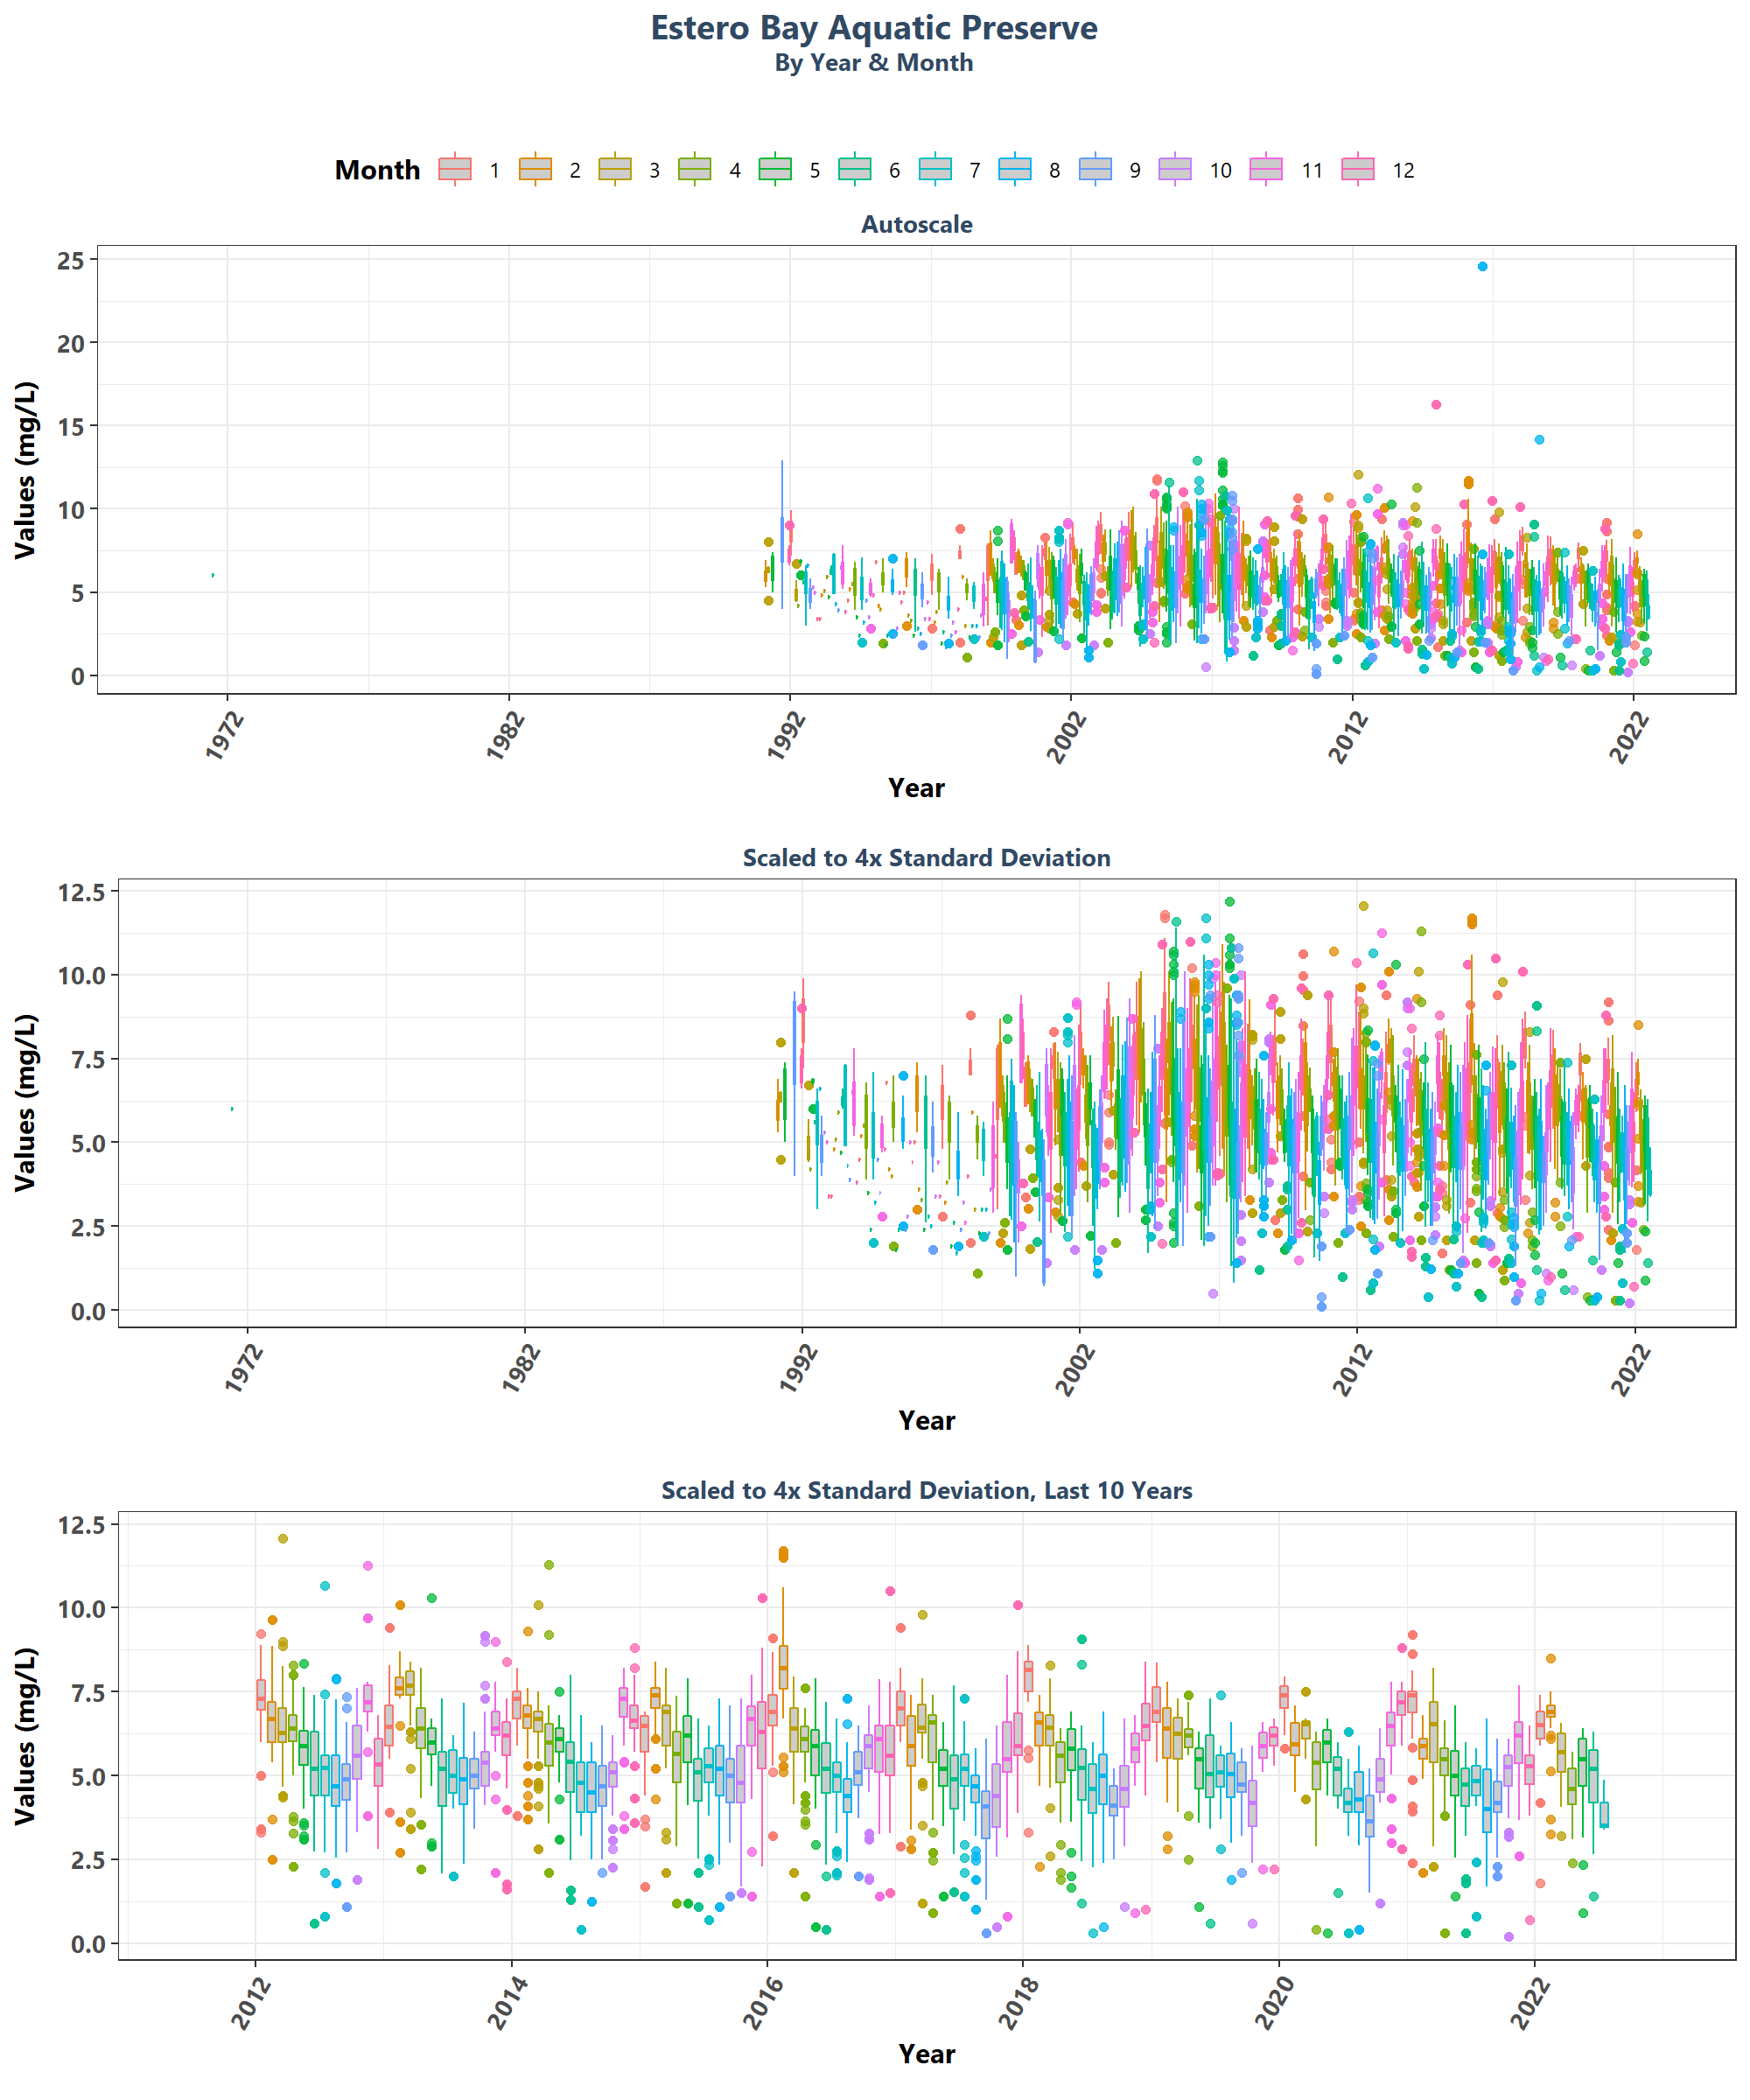 Estero Bay Aquatic Preserve
By Year & Month
Month 1 2 3 4 5 6 7 8 9 10 11 12
Autoscale
Values (mg/L)
25
20
15
10
5
0
1972 1982 1992 2002 2012 2022
Year
Scaled to 4x Standard Deviation
Values (mg/L)
12.5
10.0
7.5
5.0
2.5
0.0
1972 1982 1992 2002 2012 2022
Year
Scaled to 4x Standard Deviation, Last 10 Years
Values (mg/L)
12.5
10.0
7.5
5.0
2.5
0.0
2012 2014 2016 2018 2020 2022
Year